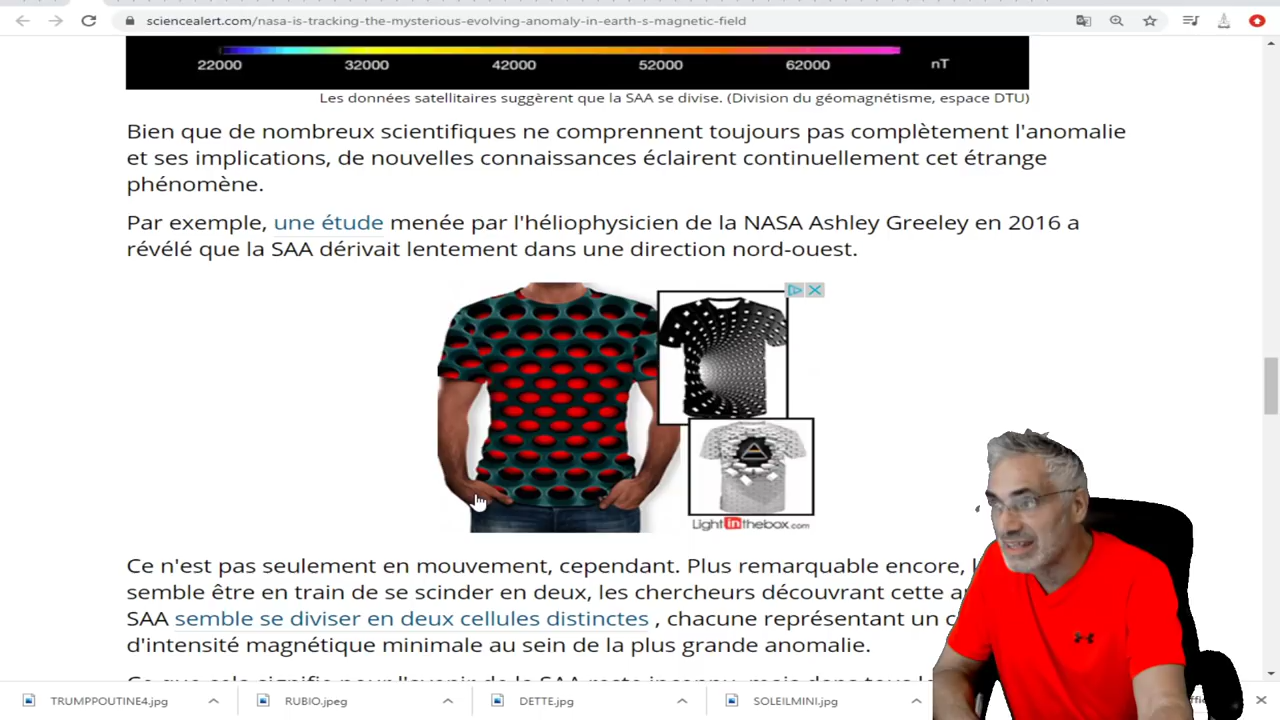 sciencealert.com/nasa-is-tracking-the-mysterious-evolving-anomaly-in-earth-s-magnetic-field
22000 32000 42000 52000 62000 nT
Les données satellitaires suggèrent que la SAA se divise. (Division du géomagnétisme, espace DTU)
Bien que de nombreux scientifiques ne comprennent toujours pas complètement l'anomalie
et ses implications, de nouvelles connaissances éclairent continuellement cet étrange
phénomène.
Par exemple, une étude menée par l'héliophysicien de la NASA Ashley Greeley en 2016 a
révélé que la SAA dérivait lentement dans une direction nord-ouest.
Lightinthebox.com
Ce n'est pas seulement en mouvement, cependant. Plus remarquable encore,
semble être en train de se scinder en deux, les chercheurs découvrant cette
SAA semble se diviser en deux cellules distinctes , chacune représentant un
d'intensité magnétique minimale au sein de la plus grande anomalie.
TRUMPPOUTINE4.jpg RUBIO.jpeg DETTE.jpg SOLEILMINI.jpg